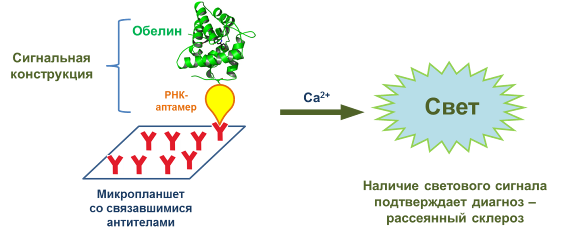 Обелин
Сигнальная
конструкция
РНК-
аптамер
Ca²⁺
Свет
Микропланшет
со связавшимися
антителами
Наличие светового сигнала
подтверждает диагноз –
рассеянный склероз